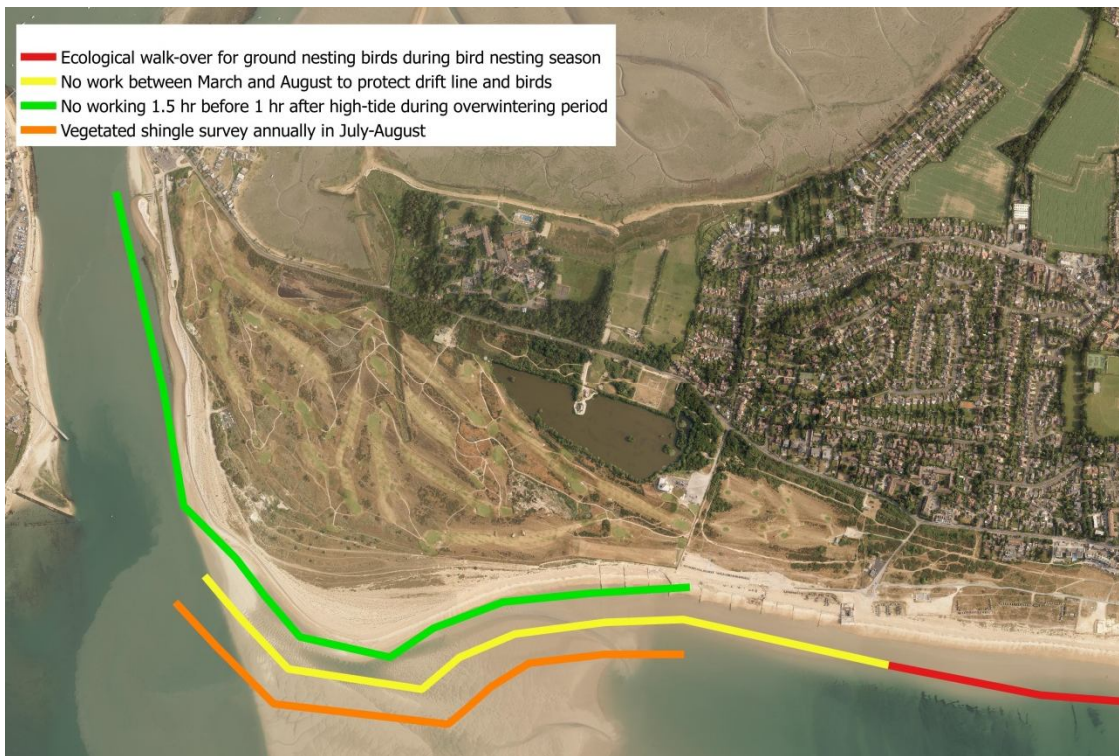 Ecological walk-over for ground nesting birds during bird nesting season
No work between March and August to protect drift line and birds
No working 1.5 hr before 1 hr after high-tide during overwintering period
Vegetated shingle survey annually in July-August